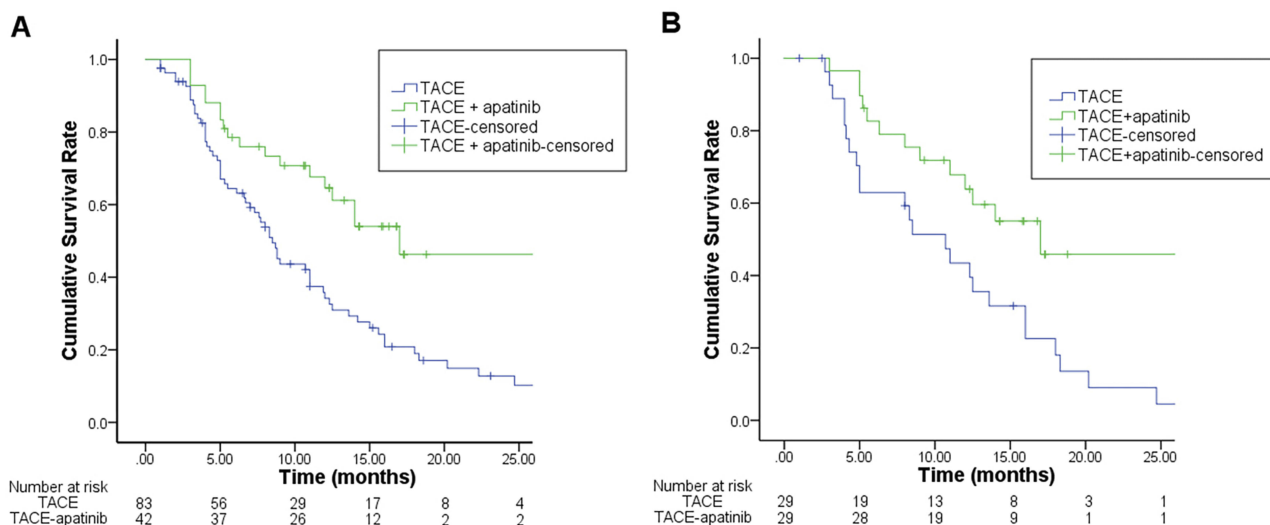 A
Cumulative Survival Rate
1.0
0.8
0.6
0.4
0.2
0.0
TACE
TACE + apatinib
TACE-censored
TACE + apatinib-censored
.00 5.00 10.00 15.00 20.00 25.00
Time (months)
Number at risk
TACE 83 56 29 17 8 4
TACE-apatinib 42 37 26 12 2 2
B
Cumulative Survival Rate
1.0
0.8
0.6
0.4
0.2
0.0
TACE
TACE+apatinib
TACE-censored
TACE+apatinib-censored
.00 5.00 10.00 15.00 20.00 25.00
Time (months)
Number at risk
TACE 29 19 13 8 3 1
TACE-apatinib 29 28 19 9 1 1